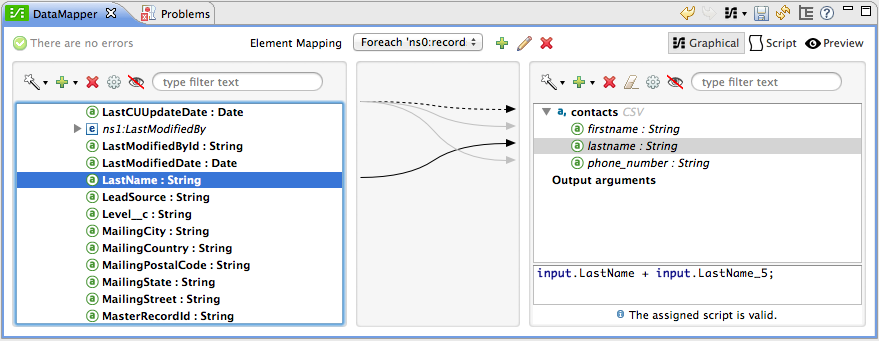 DataMapper
Problems
There are no errors
Element Mapping
Foreach 'ns0:record
Graphical
Script
Preview
type filter text
type filter text
LastCUUpdateDate : Date
ns1:LastModifiedBy
LastModifiedById : String
LastModifiedDate : Date
LastName : String
LeadSource : String
Level__c : String
MailingCity : String
MailingCountry : String
MailingPostalCode : String
MailingState : String
MailingStreet : String
MasterRecordId : String
contacts CSV
firstname : String
lastname : String
phone_number : String
Output arguments
input.LastName + input.LastName_5;
The assigned script is valid.